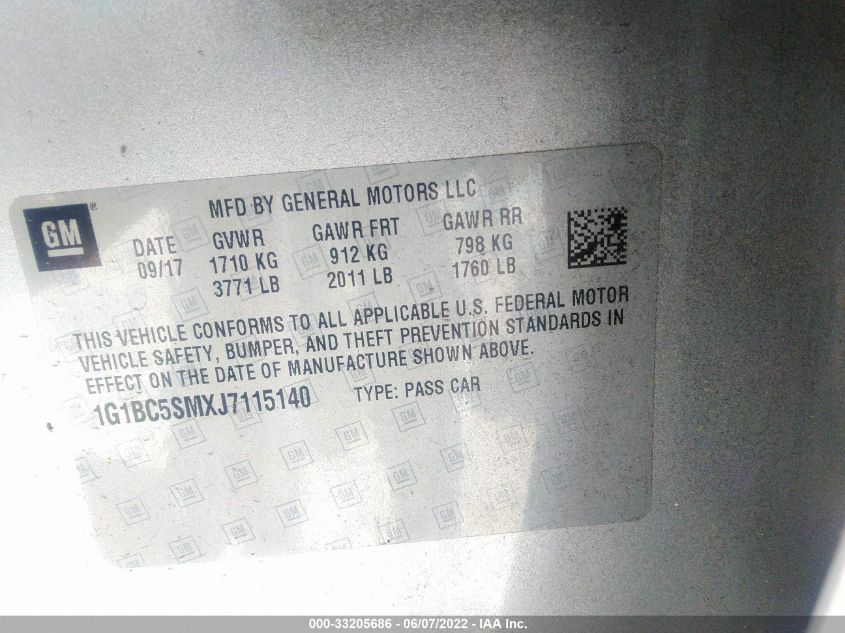 GM
MFD BY GENERAL MOTORS LLC
DATE GVWR GAWR FRT GAWR RR
09/17 1710 KG 912 KG 798 KG
3771 LB 2011 LB 1760 LB
THIS VEHICLE CONFORMS TO ALL APPLICABLE U.S. FEDERAL MOTOR
VEHICLE SAFETY, BUMPER, AND THEFT PREVENTION STANDARDS IN
EFFECT ON THE DATE OF MANUFACTURE SHOWN ABOVE.
1G1BC5SMXJ7115140 TYPE: PASS CAR
000-33205686 - 06/07/2022 - IAA Inc.